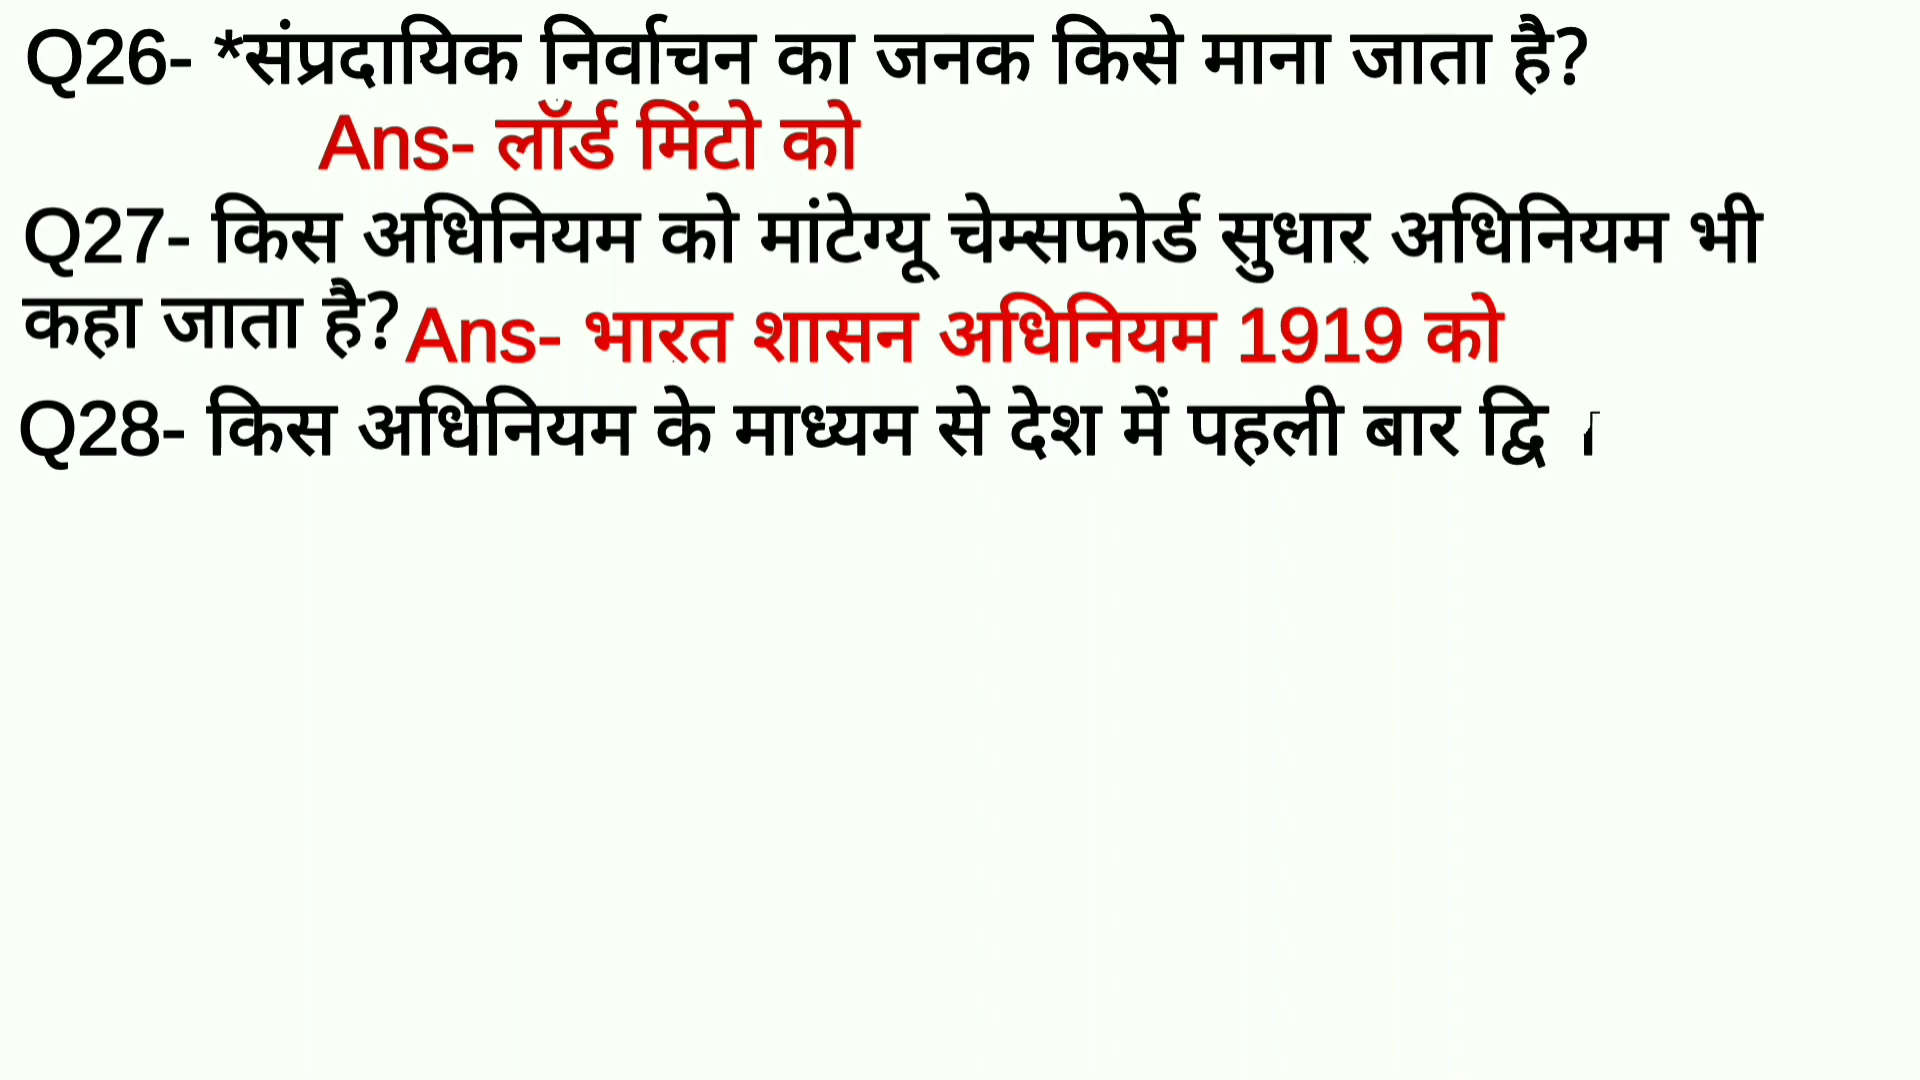 Q26- *संप्रदायिक निर्वाचन का जनक किसे माना जाता है?
Ans- लॉर्ड मिंटो को
Q27- किस अधिनियम को मांटेग्यू चेम्सफोर्ड सुधार अधिनियम भी
कहा जाता है? Ans- भारत शासन अधिनियम 1919 को
Q28- किस अधिनियम के माध्यम से देश में पहली बार द्वि